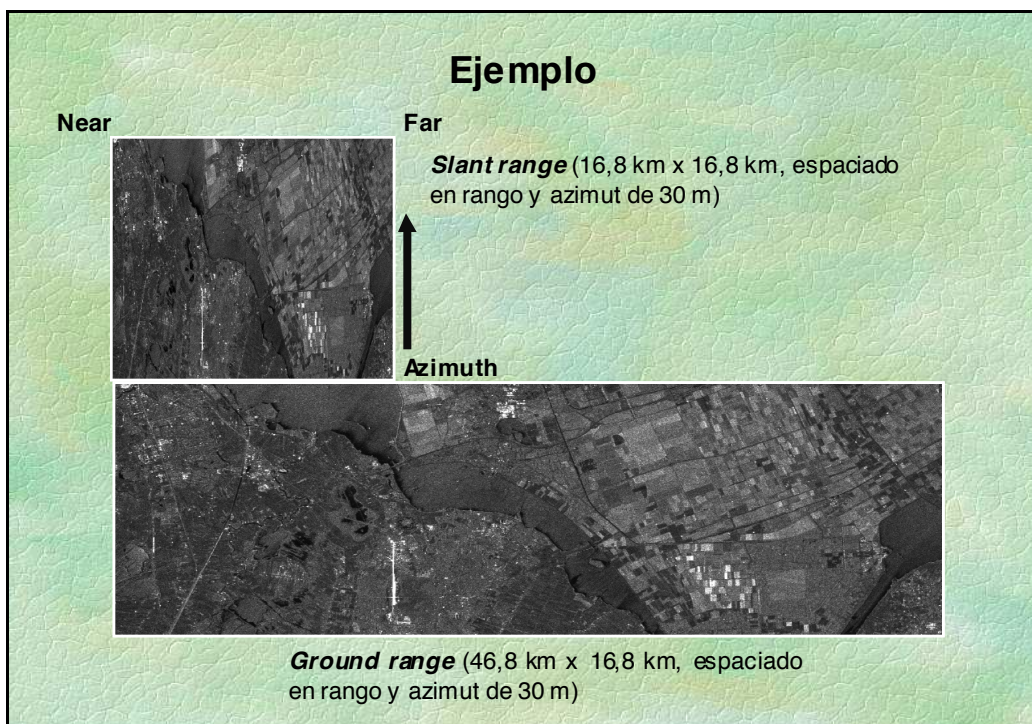 Ejemplo
Near
Far
Slant range (16,8 km x 16,8 km, espaciado
en rango y azimut de 30 m)
Azimuth
Ground range (46,8 km x 16,8 km, espaciado
en rango y azimut de 30 m)